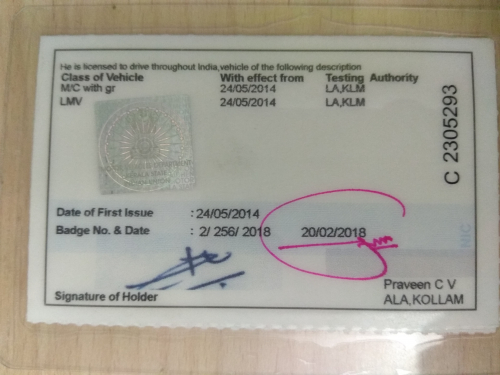 He is licensed to drive throughout India,vehicle of the following description
Class of Vehicle With effect from Testing Authority
M/C with gr 24/05/2014 LA,KLM
LMV 24/05/2014 LA,KLM
C 2305293
Date of First Issue :24/05/2014
Badge No. & Date : 2/ 256/ 2018 20/02/2018
NIC
Praveen C V
Signature of Holder ALA,KOLLAM